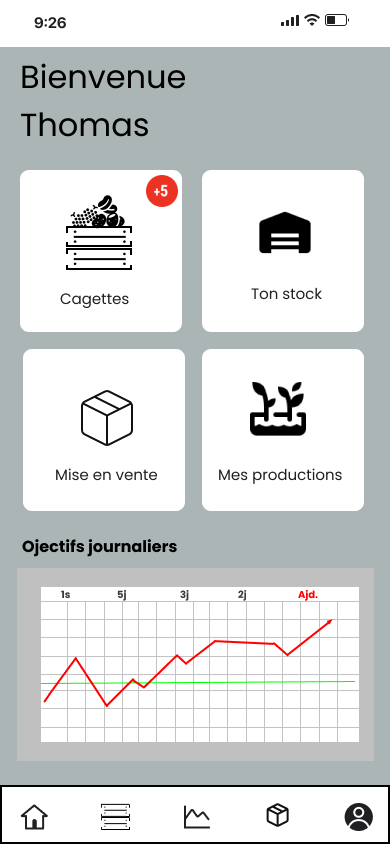 9:26
Bienvenue
Thomas
+5
Cagettes
Ton stock
Mise en vente
Mes productions
Ojectifs journaliers
1s 5j 3j 2j Ajd.